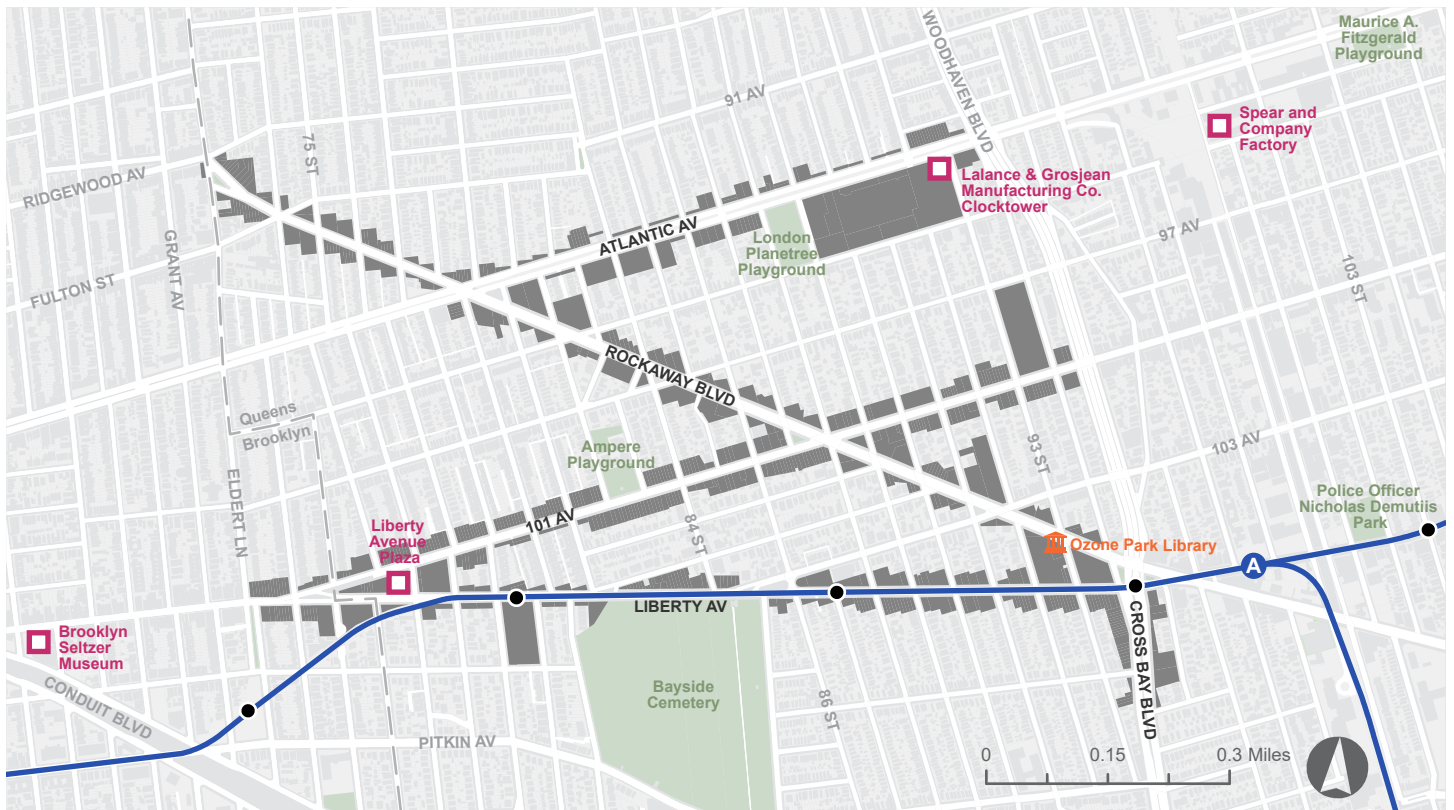 WOODHAVEN BLVD
Maurice A.
Fitzgerald
Playground
91 AV
Spear and
Company
Factory
75 ST
RIDGEWOOD AV
Lalance & Grosjean
Manufacturing Co.
Clocktower
ATLANTIC AV
97 AV
London
Planetree
Playground
GRANT AV
103 ST
FULTON ST
ROCKAWAY BLVD
Queens
Brooklyn
103 AV
93 ST
Ampere
Playground
ELDERT LN
Police Officer
Nicholas Demutiis
Park
101 AV
84 ST
Liberty
Avenue
Plaza
Ozone Park Library
A
LIBERTY AV
Brooklyn
Seltzer
Museum
CROSS BAY BLVD
Bayside
Cemetery
86 ST
CONDUIT BLVD
PITKIN AV
0 0.15 0.3 Miles